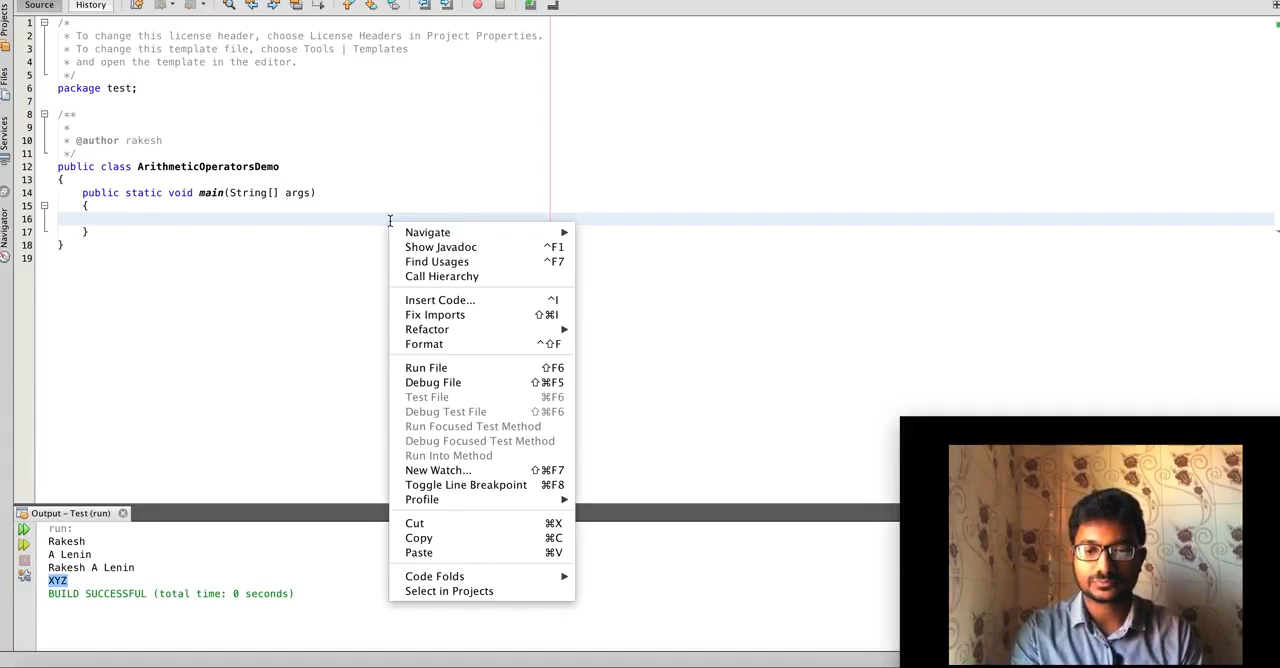 Source
History
Projects
Files
Services
Navigator
1 /*
2 * To change this license header, choose License Headers in Project Properties.
3 * To change this template file, choose Tools | Templates
4 * and open the template in the editor.
5 */
6 package test;
7
8 /**
9 *
10 * @author rakesh
11 */
12 public class ArithmeticOperatorsDemo
13 {
14 public static void main(String[] args)
15 {
16
17 }
18 }
19
Navigate
Show Javadoc ^F1
Find Usages ^F7
Call Hierarchy
Insert Code... ^I
Fix Imports ⇧⌘I
Refactor
Format ^⇧F
Run File ⇧F6
Debug File ⇧⌘F5
Test File ⌘F6
Debug Test File ⇧⌘F6
Run Focused Test Method
Debug Focused Test Method
Run Into Method
New Watch... ⇧⌘F7
Toggle Line Breakpoint ⌘F8
Profile
Cut ⌘X
Copy ⌘C
Paste ⌘V
Code Folds
Select in Projects
Output – Test (run)
run:
Rakesh
A Lenin
Rakesh A Lenin
XYZ
BUILD SUCCESSFUL (total time: 0 seconds)